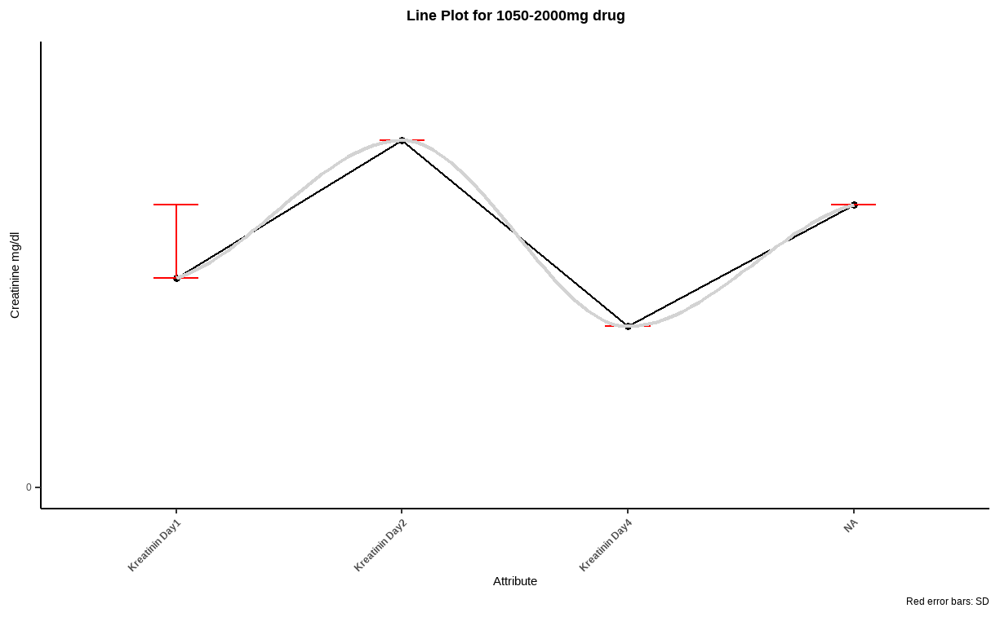 Line Plot for 1050-2000mg drug
Creatinine mg/dl
0
Kreatinin Day1
Kreatinin Day2
Kreatinin Day4
NA
Attribute
Red error bars: SD